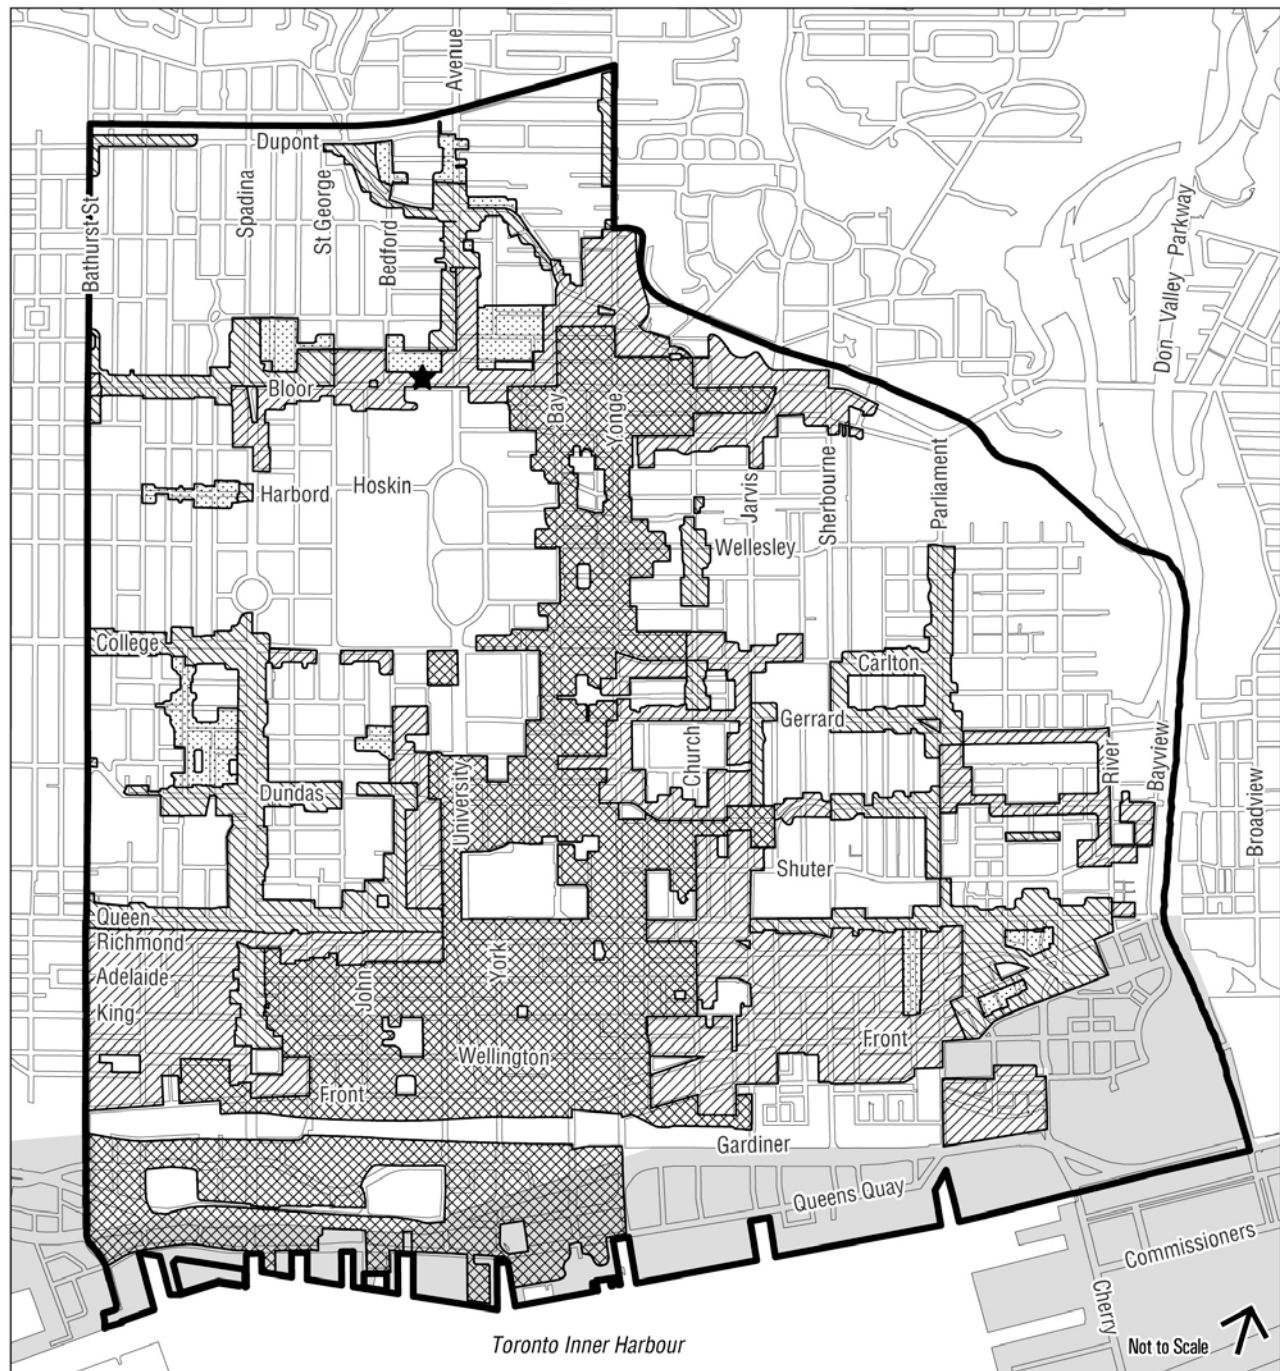 Avenue
Dupont
Bathurst St
Spadina
St George
Bedford
Don Valley Parkway
Bloor
Bay
Yonge
Harbord
Hoskin
Jarvis
Sherbourne
Parliament
Wellesley
College
Carlton
Gerrard
Church
River
Bayview
Broadview
Dundas
University
Shuter
Queen
Richmond
Adelaide
King
John
York
Wellington
Front
Front
Gardiner
Queens Quay
Commissioners
Cherry
Toronto Inner Harbour
Not to Scale